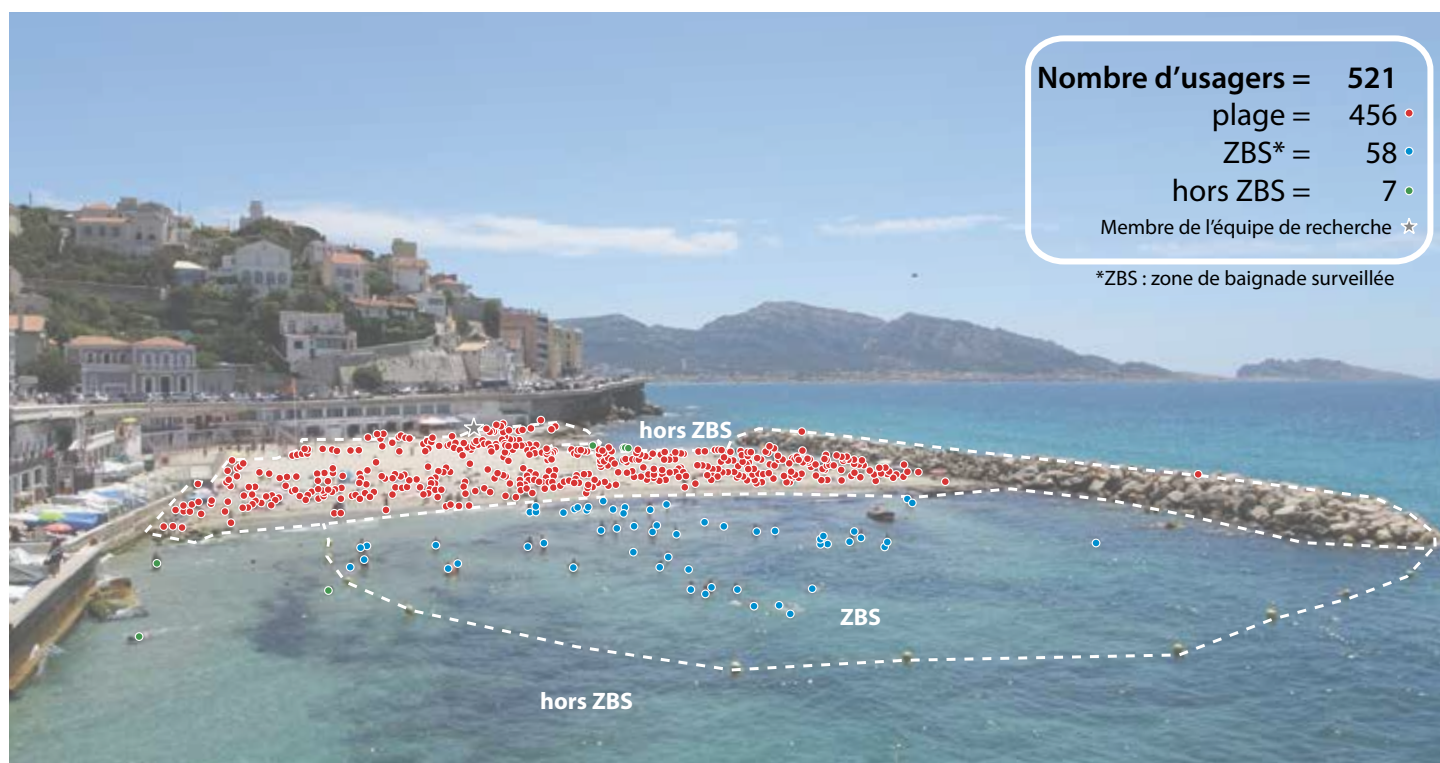 Nombre d'usagers = 521
plage = 456
ZBS* = 58
hors ZBS = 7
Membre de l'équipe de recherche
*ZBS : zone de baignade surveillée
hors ZBS
ZBS
hors ZBS